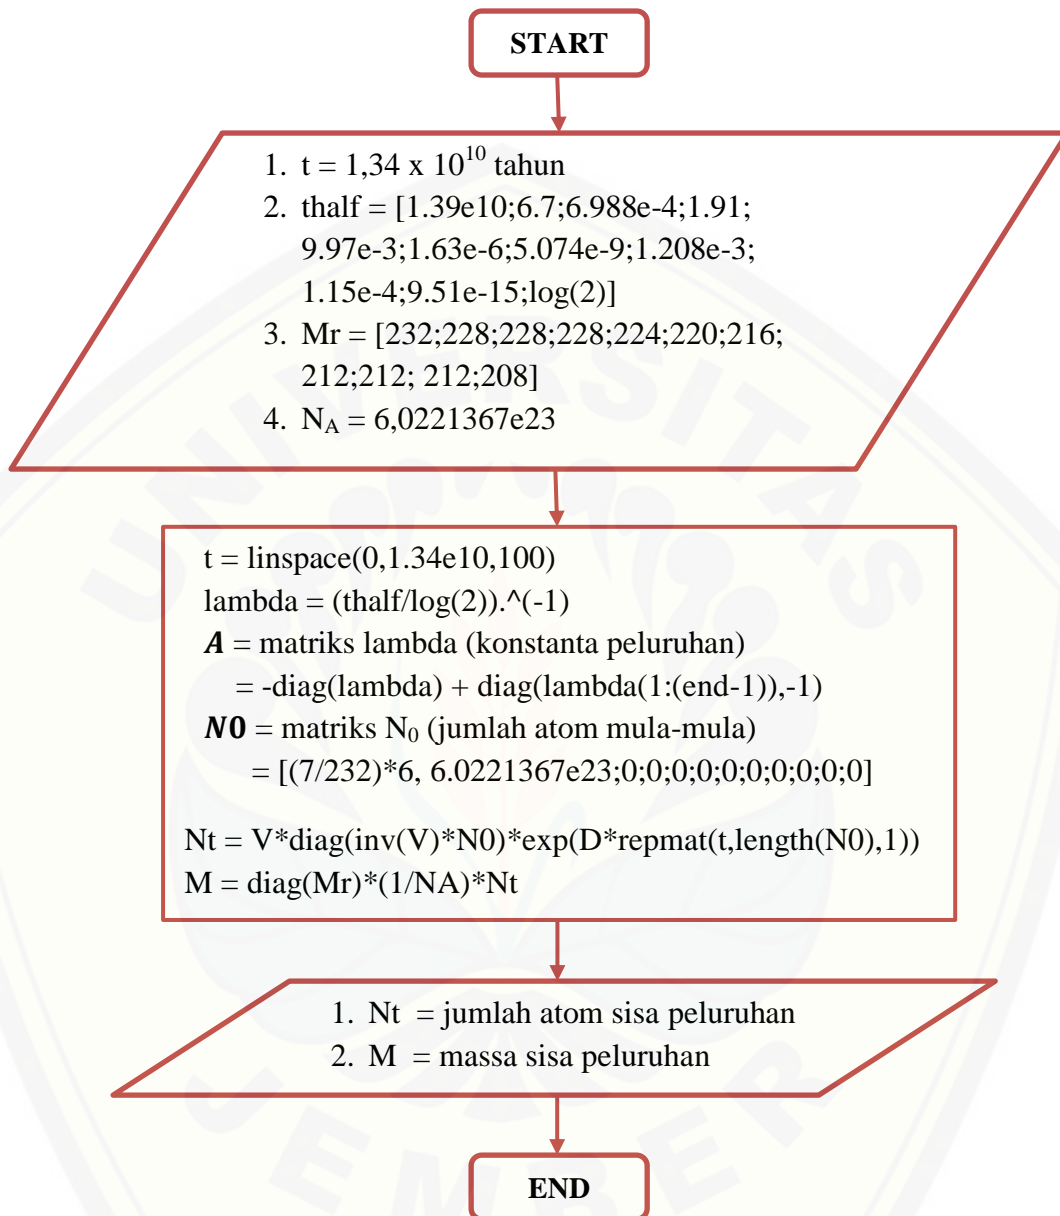 START
1. t = 1,34 x 10^10 tahun
2. thalf = [1.39e10;6.7;6.988e-4;1.91;
9.97e-3;1.63e-6;5.074e-9;1.208e-3;
1.15e-4;9.51e-15;log(2)]
3. Mr = [232;228;228;228;224;220;216;
212;212; 212;208]
4. N_A = 6,0221367e23
t = linspace(0,1.34e10,100)
lambda = (thalf/log(2)).^(-1)
A = matriks lambda (konstanta peluruhan)
= -diag(lambda) + diag(lambda(1:(end-1)),-1)
N0 = matriks N_0 (jumlah atom mula-mula)
= [(7/232)*6, 6.0221367e23;0;0;0;0;0;0;0;0;0;0]
Nt = V*diag(inv(V)*N0)*exp(D*repmat(t,length(N0),1))
M = diag(Mr)*(1/NA)*Nt
1. Nt = jumlah atom sisa peluruhan
2. M = massa sisa peluruhan
END
UNIVERSITAS
JEMBER